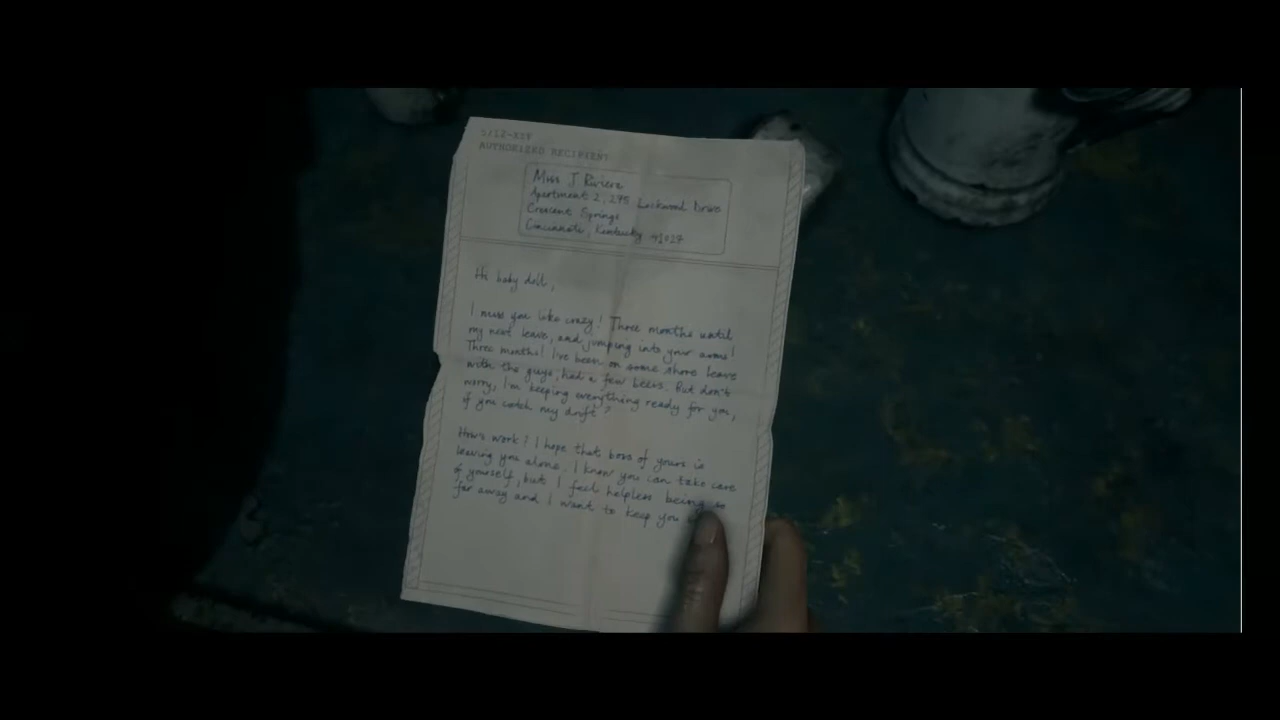 AUTHORIZED RECIPIENT
Miss J Riviere
Apartment 2, 275 Lockwood Drive
Crescent Springs
Cincinnati, Kentucky 41027
Hi baby doll,
I miss you like crazy! Three months until
my next leave, and jumping into your arms!
Three months! I've been on some shore leave
with the guys, had a few beers. But don't
worry, I'm keeping everything ready for you,
if you catch my drift?
How's work? I hope that boss of yours is
leaving you alone. I know you can take care
of yourself, but I feel helpless being so
far away and I want to keep you